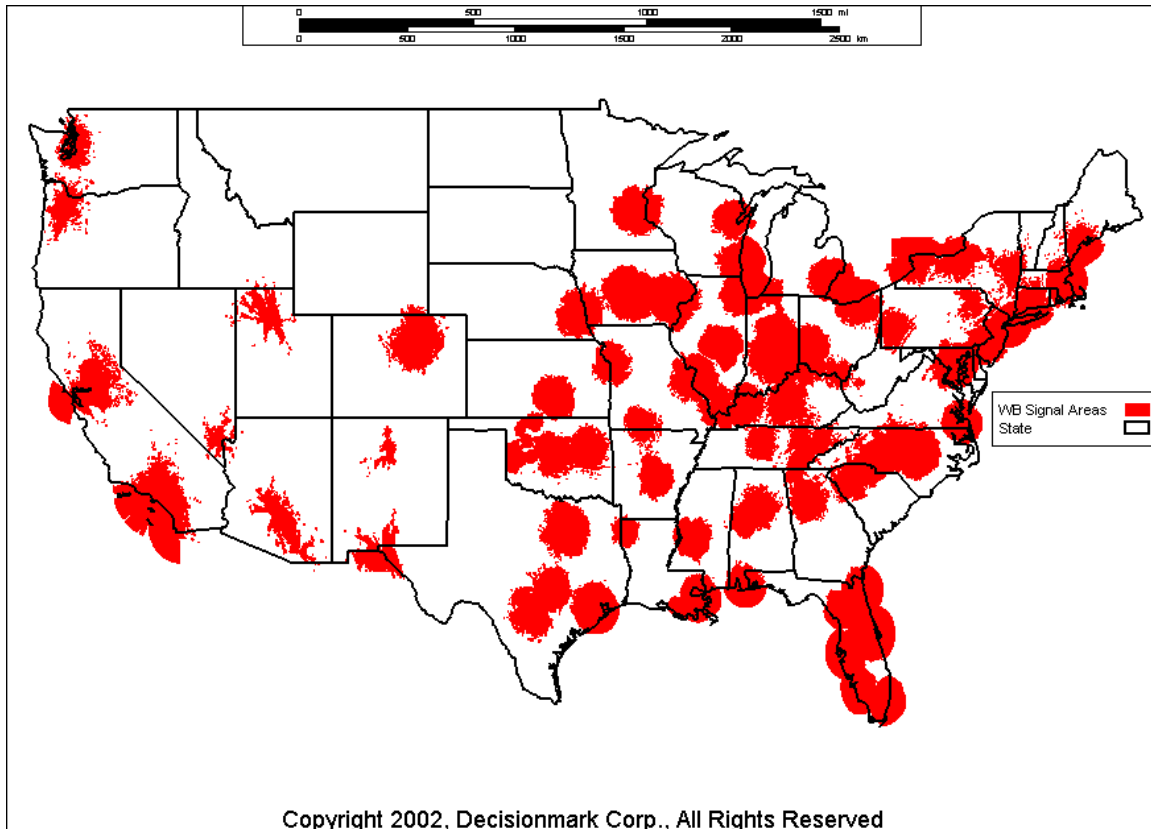 0 500 1000 1500 mi
0 500 1000 1500 2000 2500 km
WB Signal Areas
State
Copyright 2002, Decisionmark Corp., All Rights Reserved